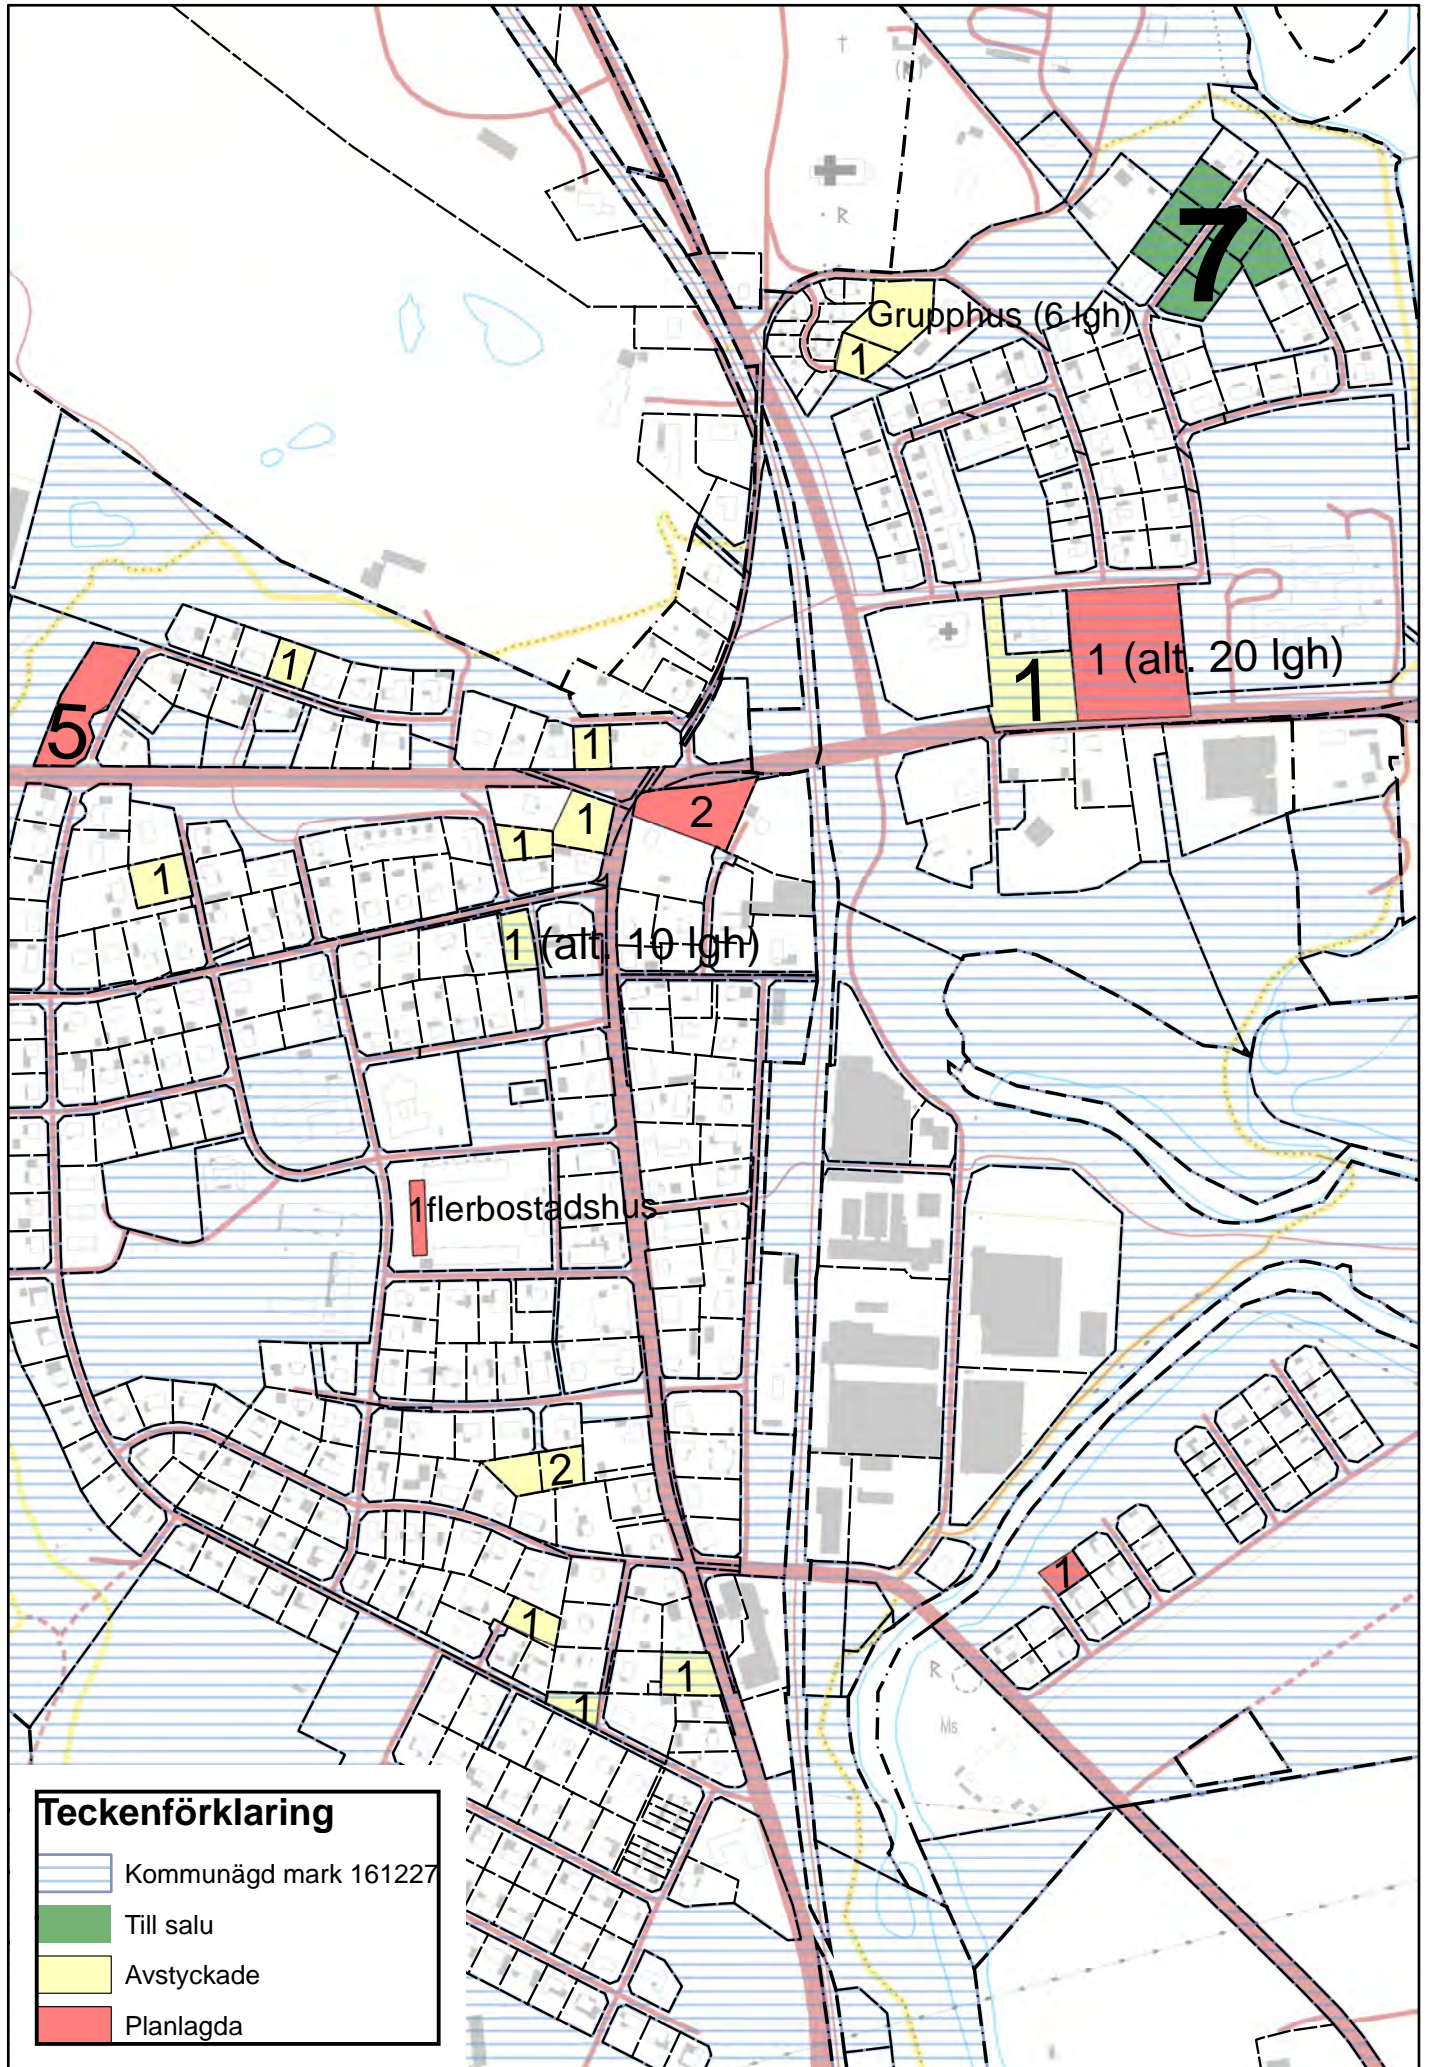 (R)
R
7
Grupphus (6 lgh)
1
1
1 (alt. 20 lgh)
1
5
1
1
2
1
1
1 (alt. 10 lgh)
1flerbostadshus
2
1
1
1
1
R
Ms
Teckenförklaring
Kommunägd mark 161227
Till salu
Avstyckade
Planlagda